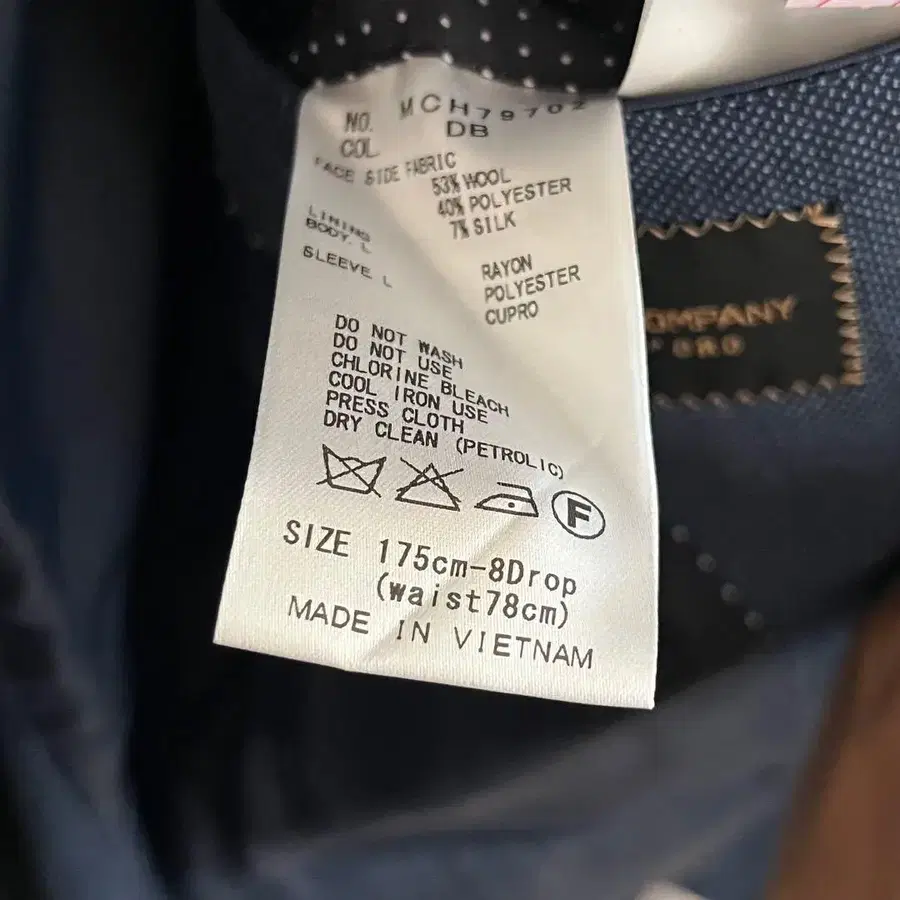 NO. MCH79702
COL DB
FACE SIDE FABRIC
53% WOOL
40% POLYESTER
7% SILK
LINING
BODY. L RAYON
POLYESTER
SLEEVE L CUPRO
DO NOT WASH
DO NOT USE
CHLORINE BLEACH
COOL IRON USE
PRESS CLOTH
DRY CLEAN (PETROLIC)
F
SIZE 175cm-8Drop
(waist78cm)
MADE IN VIETNAM
COMPANY